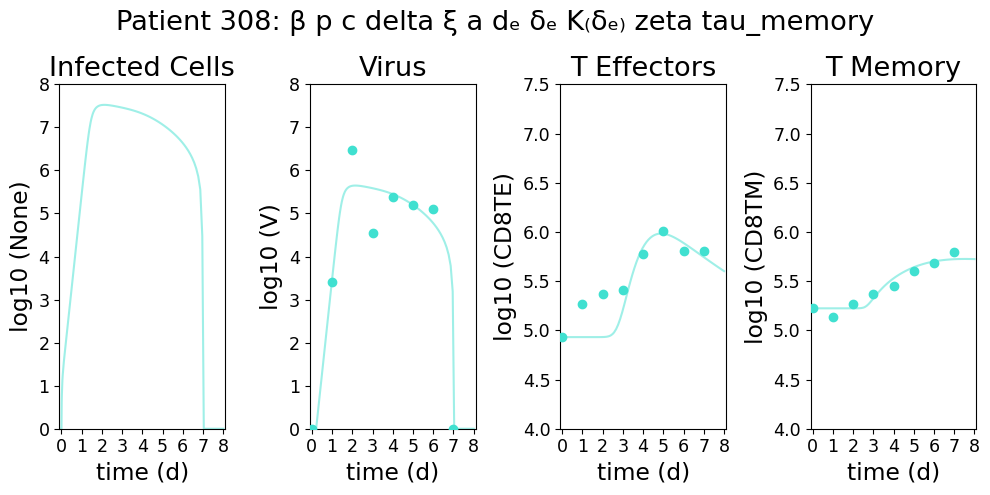 Patient 308: β p c delta ξ a dₑ δₑ K₍δₑ₎ zeta tau_memory
Infected Cells
Virus
T Effectors
T Memory
log10 (None)
8
7
6
5
4
3
2
1
0
0 1 2 3 4 5 6 7 8
time (d)
log10 (V)
8
7
6
5
4
3
2
1
0
0 1 2 3 4 5 6 7 8
time (d)
log10 (CD8TE)
7.5
7.0
6.5
6.0
5.5
5.0
4.5
4.0
0 1 2 3 4 5 6 7 8
time (d)
log10 (CD8TM)
7.5
7.0
6.5
6.0
5.5
5.0
4.5
4.0
0 1 2 3 4 5 6 7 8
time (d)